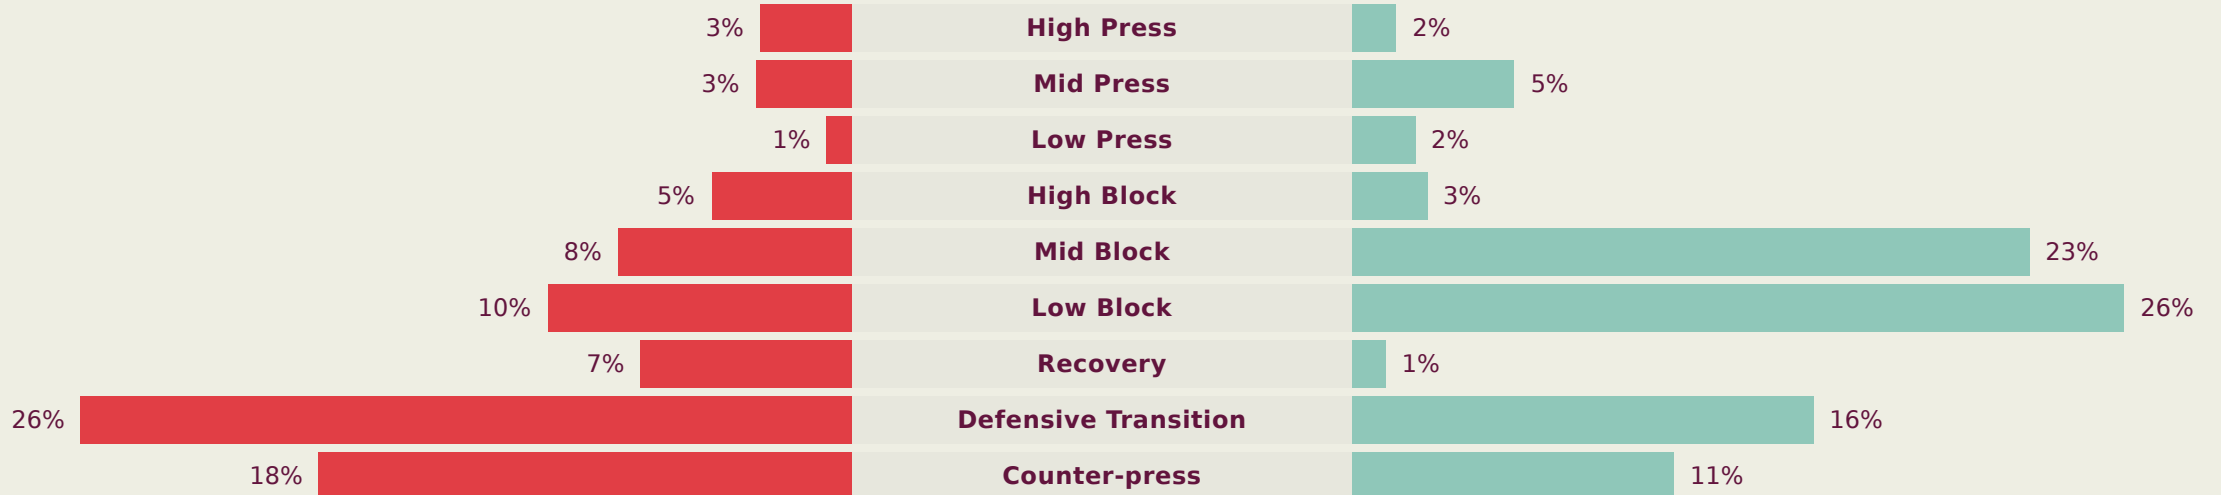 3% High Press 2%
3% Mid Press 5%
1% Low Press 2%
5% High Block 3%
8% Mid Block 23%
10% Low Block 26%
7% Recovery 1%
26% Defensive Transition 16%
18% Counter-press 11%